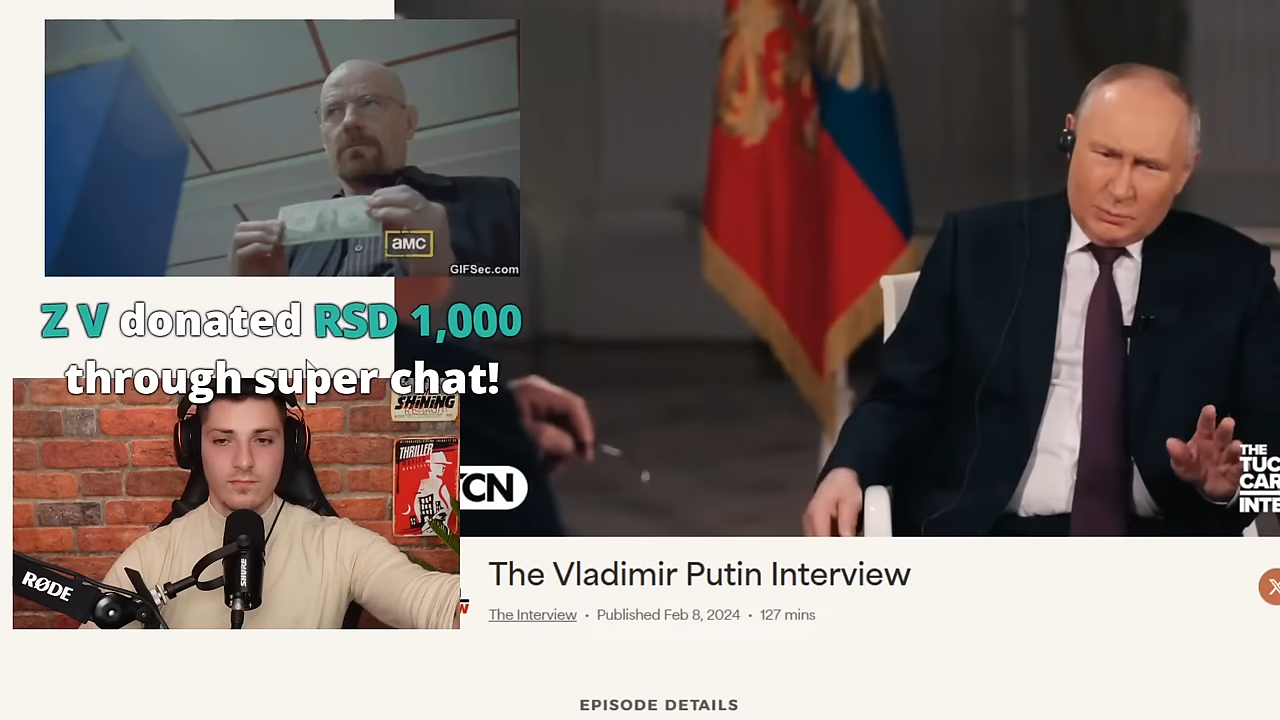 aMC
GIFSec.com
Z V donated RSD 1,000
through super chat!
SHiNiNG
THRILLER
RØDE
SHURE
CN
THE
TUC
CAR
INTE
The Vladimir Putin Interview
The Interview • Published Feb 8, 2024 • 127 mins
EPISODE DETAILS